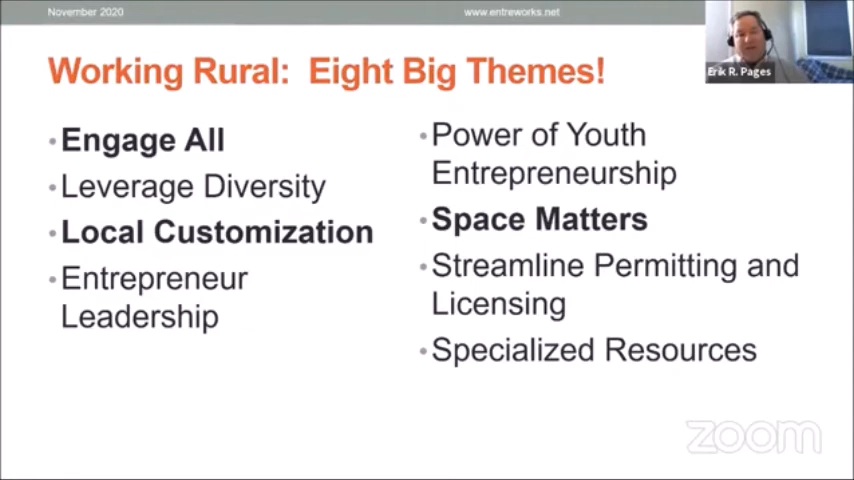 November 2020
www.entreworks.net
Erik R. Pages
Working Rural: Eight Big Themes!
•Engage All
•Leverage Diversity
•Local Customization
•Entrepreneur
Leadership
•Power of Youth
Entrepreneurship
•Space Matters
•Streamline Permitting and
Licensing
•Specialized Resources
zoom